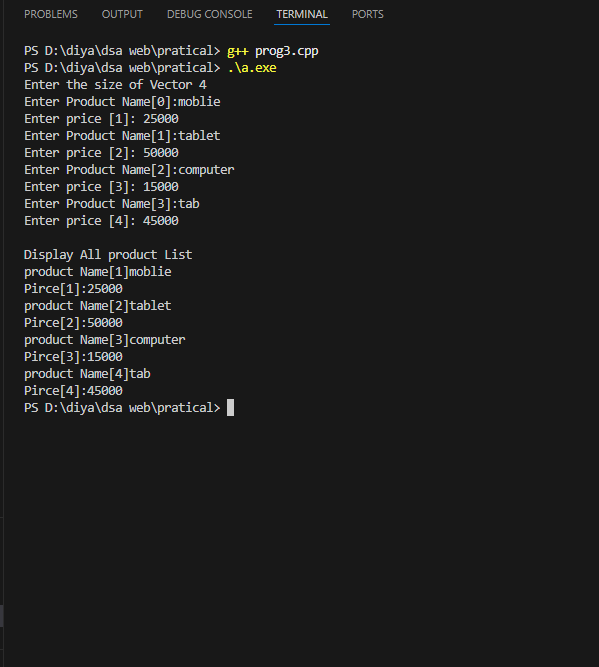 PROBLEMS OUTPUT DEBUG CONSOLE TERMINAL PORTS
PS D:\diya\dsa web\pratical> g++ prog3.cpp
PS D:\diya\dsa web\pratical> .\a.exe
Enter the size of Vector 4
Enter Product Name[0]:moblie
Enter price [1]: 25000
Enter Product Name[1]:tablet
Enter price [2]: 50000
Enter Product Name[2]:computer
Enter price [3]: 15000
Enter Product Name[3]:tab
Enter price [4]: 45000
Display All product List
product Name[1]moblie
Pirce[1]:25000
product Name[2]tablet
Pirce[2]:50000
product Name[3]computer
Pirce[3]:15000
product Name[4]tab
Pirce[4]:45000
PS D:\diya\dsa web\pratical>